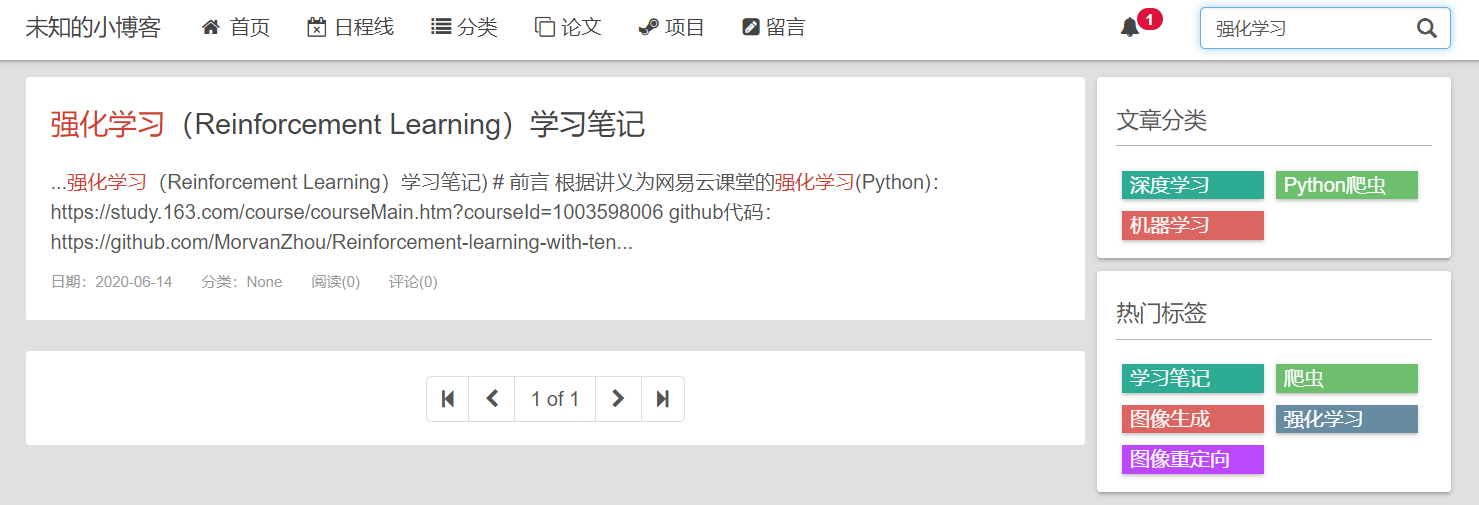 未知的小博客 首页 日程线 分类 论文 项目 留言 1 强化学习
强化学习（Reinforcement Learning）学习笔记
...强化学习（Reinforcement Learning）学习笔记) # 前言 根据讲义为网易云课堂的强化学习(Python)：
https://study.163.com/course/courseMain.htm?courseId=1003598006 github代码：
https://github.com/MorvanZhou/Reinforcement-learning-with-ten...
日期：2020-06-14 分类：None 阅读(0) 评论(0)
1 of 1
文章分类
深度学习 Python爬虫
机器学习
热门标签
学习笔记 爬虫
图像生成 强化学习
图像重定向